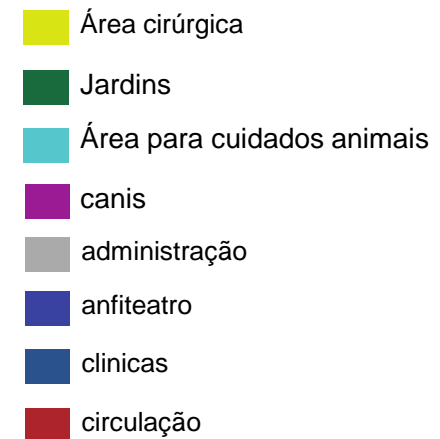 Área cirúrgica
Jardins
Área para cuidados animais
canis
administração
anfiteatro
clinicas
circulação